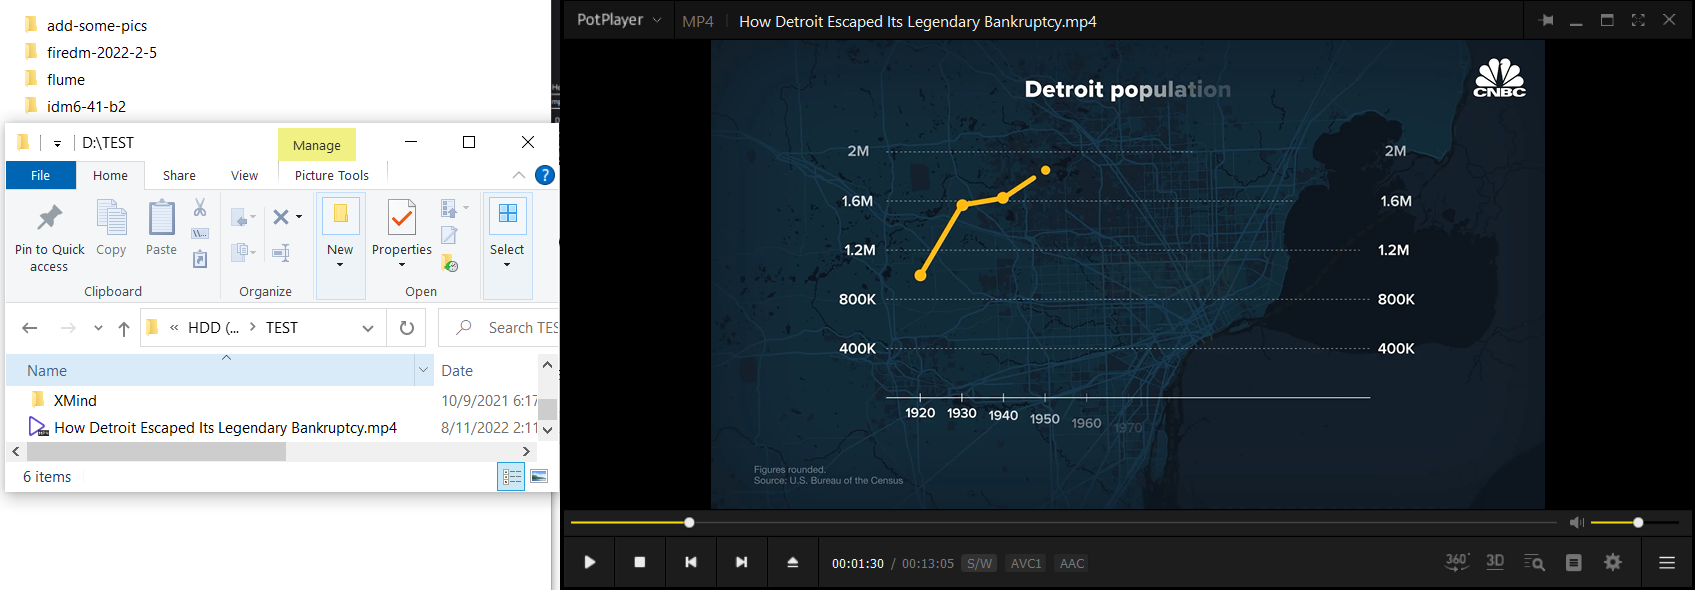 add-some-pics
firedm-2022-2-5
flume
idm6-41-b2
D:\TEST
Manage
File Home Share View Picture Tools
Pin to Quick access
Copy
Paste
New
Properties
Select
Clipboard Organize Open
« HDD (... > TEST
Search TES
Name Date
XMind 10/9/2021 6:17
How Detroit Escaped Its Legendary Bankruptcy.mp4 8/11/2022 2:11
6 items
PotPlayer MP4 How Detroit Escaped Its Legendary Bankruptcy.mp4
CNBC
Detroit population
2M 2M
1.6M 1.6M
1.2M 1.2M
800K 800K
400K 400K
1920 1930 1940 1950 1960 1970
Figures rounded.
Source: U.S. Bureau of the Census
00:01:30 / 00:13:05 S/W AVC1 AAC
360° 3D